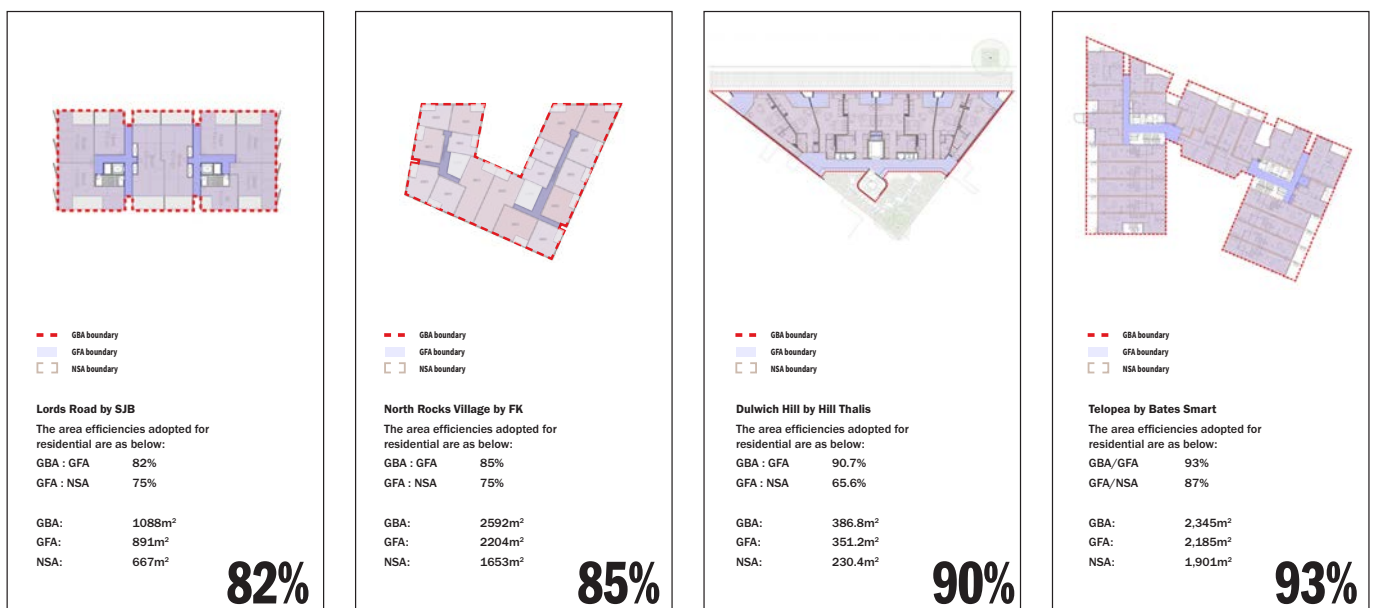 GBA boundary
GFA boundary
NSA boundary
Lords Road by SJB
The area efficiencies adopted for
residential are as below:
GBA : GFA 82%
GFA : NSA 75%
GBA: 1088m²
GFA: 891m²
NSA: 667m²
82%
GBA boundary
GFA boundary
NSA boundary
North Rocks Village by FK
The area efficiencies adopted for
residential are as below:
GBA : GFA 85%
GFA : NSA 75%
GBA: 2592m²
GFA: 2204m²
NSA: 1653m²
85%
GBA boundary
GFA boundary
NSA boundary
Dulwich Hill by Hill Thalis
The area efficiencies adopted for
residential are as below:
GBA : GFA 90.7%
GFA : NSA 65.6%
GBA: 386.8m²
GFA: 351.2m²
NSA: 230.4m²
90%
GBA boundary
GFA boundary
NSA boundary
Telopea by Bates Smart
The area efficiencies adopted for
residential are as below:
GBA/GFA 93%
GFA/NSA 87%
GBA: 2,345m²
GFA: 2,185m²
NSA: 1,901m²
93%